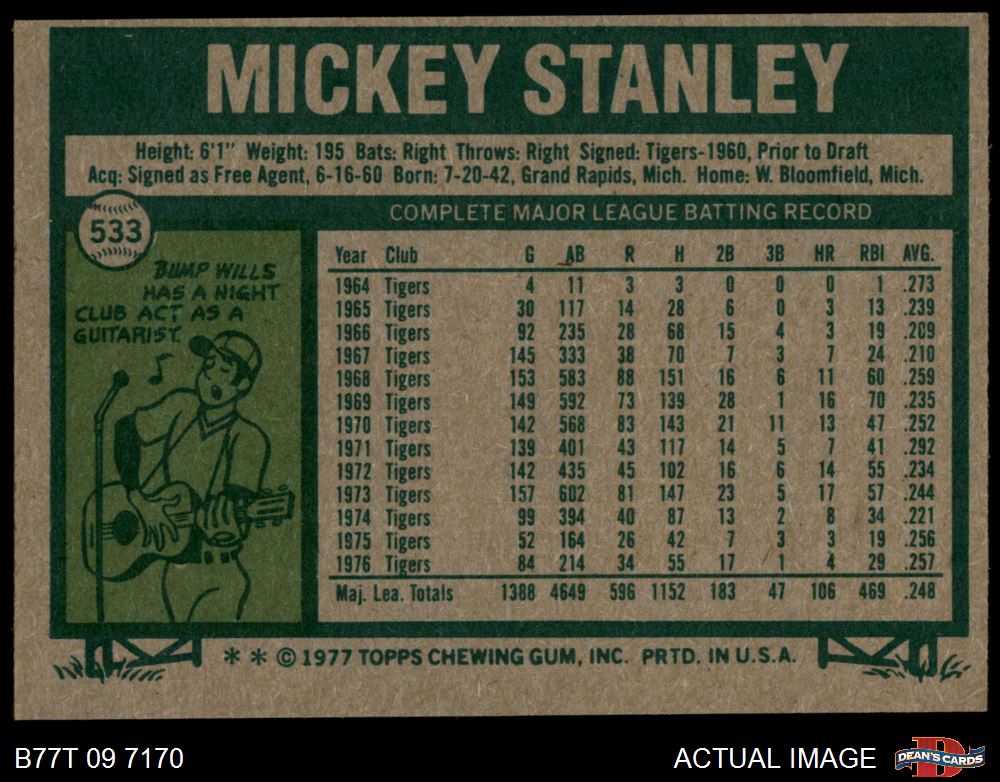 MICKEY STANLEY
Height: 6'1" Weight: 195 Bats: Right Throws: Right Signed: Tigers-1960, Prior to Draft
Acq: Signed as Free Agent, 6-16-60 Born: 7-20-42, Grand Rapids, Mich. Home: W. Bloomfield, Mich.
533
BUMP WILLS
HAS A NIGHT
CLUB ACT AS A
GUITARIST.
COMPLETE MAJOR LEAGUE BATTING RECORD
Year Club G AB R H 2B 3B HR RBI AVG.
1964 Tigers 4 11 3 3 0 0 0 1 .273
1965 Tigers 30 117 14 28 6 0 3 13 .239
1966 Tigers 92 235 28 68 15 4 3 19 .289
1967 Tigers 145 333 38 70 7 3 7 24 .210
1968 Tigers 153 583 88 151 16 6 11 60 .259
1969 Tigers 149 592 73 139 28 1 16 70 .235
1970 Tigers 142 568 83 143 21 11 13 47 .252
1971 Tigers 139 401 43 117 14 5 7 41 .292
1972 Tigers 142 435 45 102 16 6 14 55 .234
1973 Tigers 157 602 81 147 23 5 17 57 .244
1974 Tigers 99 394 40 87 13 2 8 34 .221
1975 Tigers 52 164 26 42 7 3 3 19 .256
1976 Tigers 84 214 34 55 17 1 4 29 .257
Maj. Lea. Totals 1388 4649 596 1152 183 47 106 469 .248
* * © 1977 TOPPS CHEWING GUM, INC. PRTD. IN U.S.A.
B77T 09 7170
ACTUAL IMAGE
D
DEAN'S CARDS